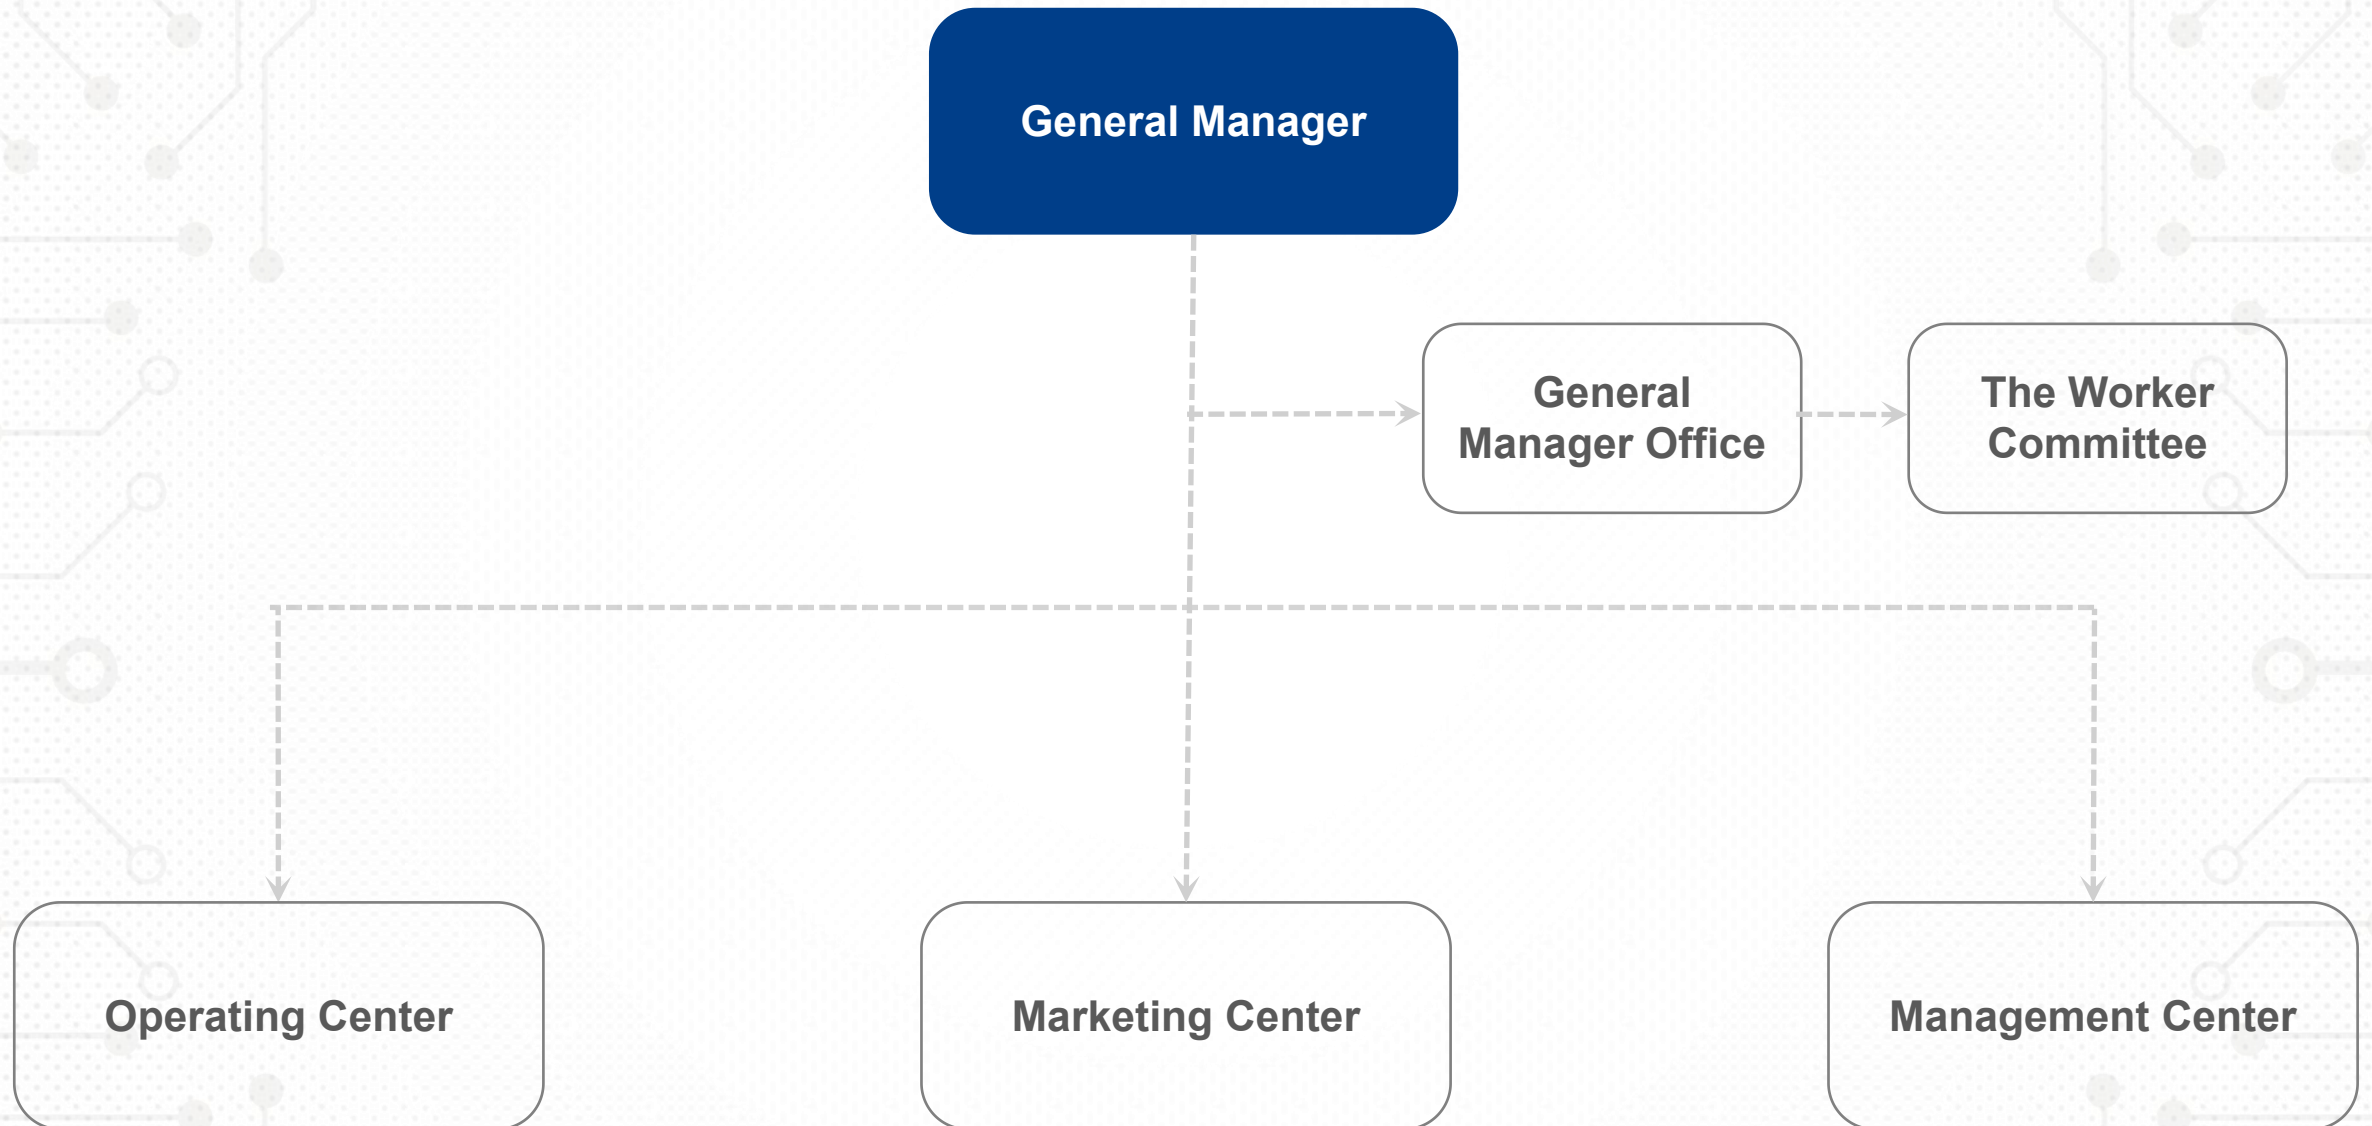 General Manager
General
Manager Office
The Worker
Committee
Operating Center
Marketing Center
Management Center